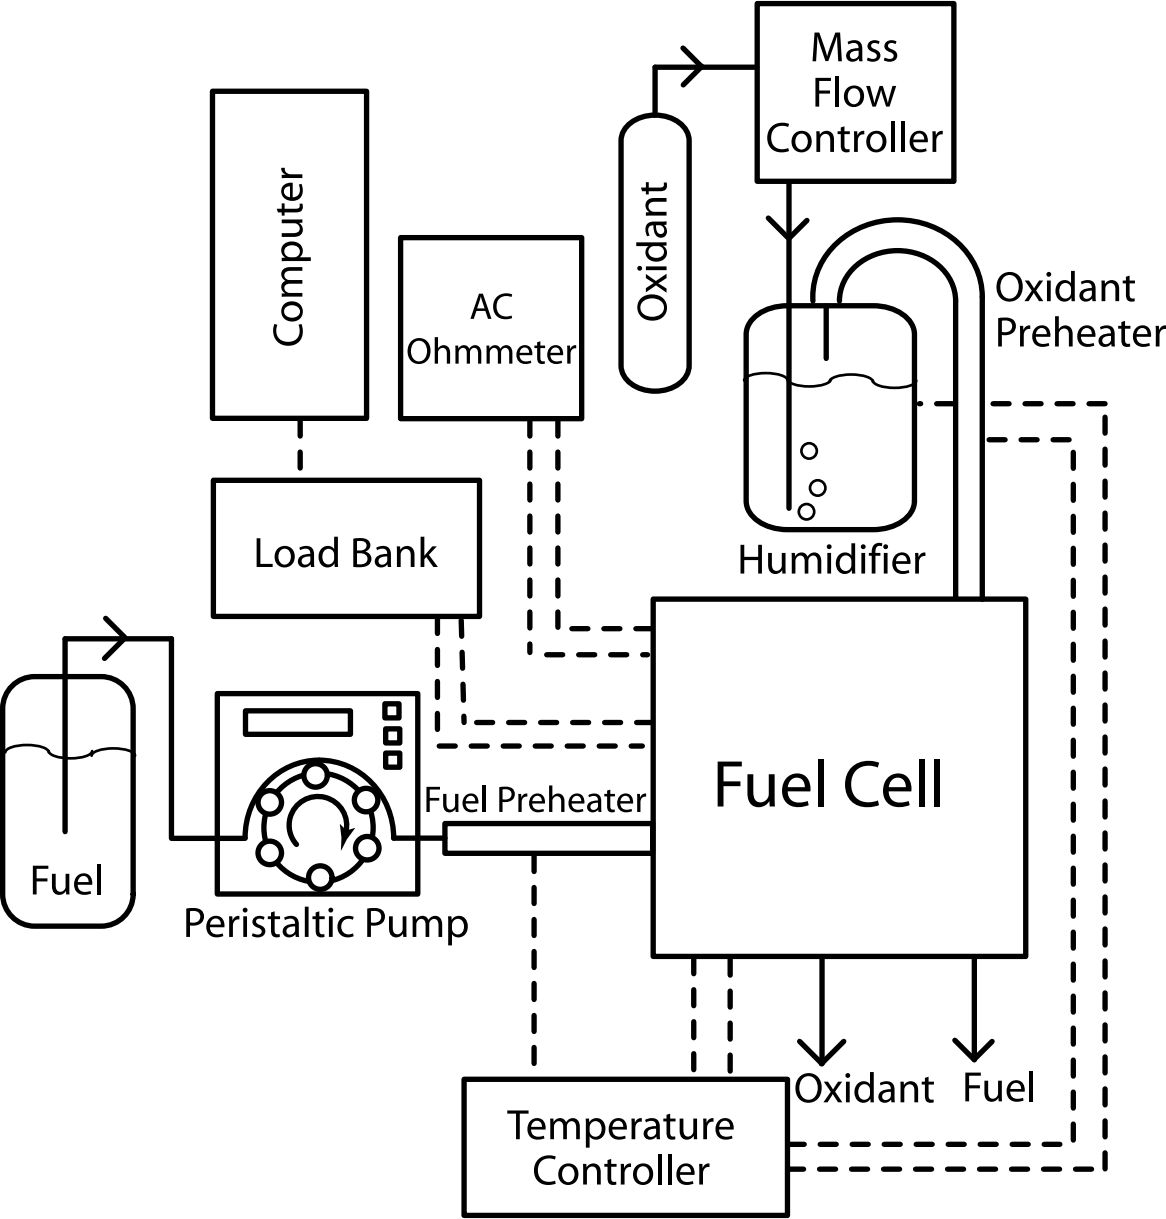 Mass
Flow
Controller
Computer
Oxidant
AC
Ohmmeter
Oxidant
Preheater
Load Bank
Humidifier
Fuel Cell
Fuel Preheater
Fuel
Peristaltic Pump
Oxidant
Fuel
Temperature
Controller